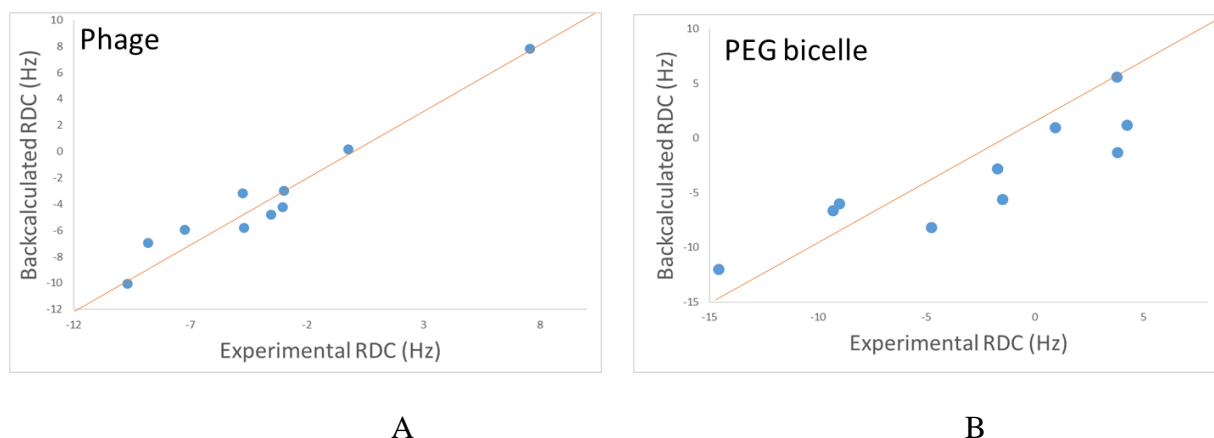 Phage
Backcalculated RDC (Hz)
10
8
6
4
2
0
-2
-4
-6
-8
-10
-12
-12 -7 -2 3 8
Experimental RDC (Hz)
A
PEG bicelle
Backcalculated RDC (Hz)
10
5
0
-5
-10
-15
-15 -10 -5 0 5
Experimental RDC (Hz)
B